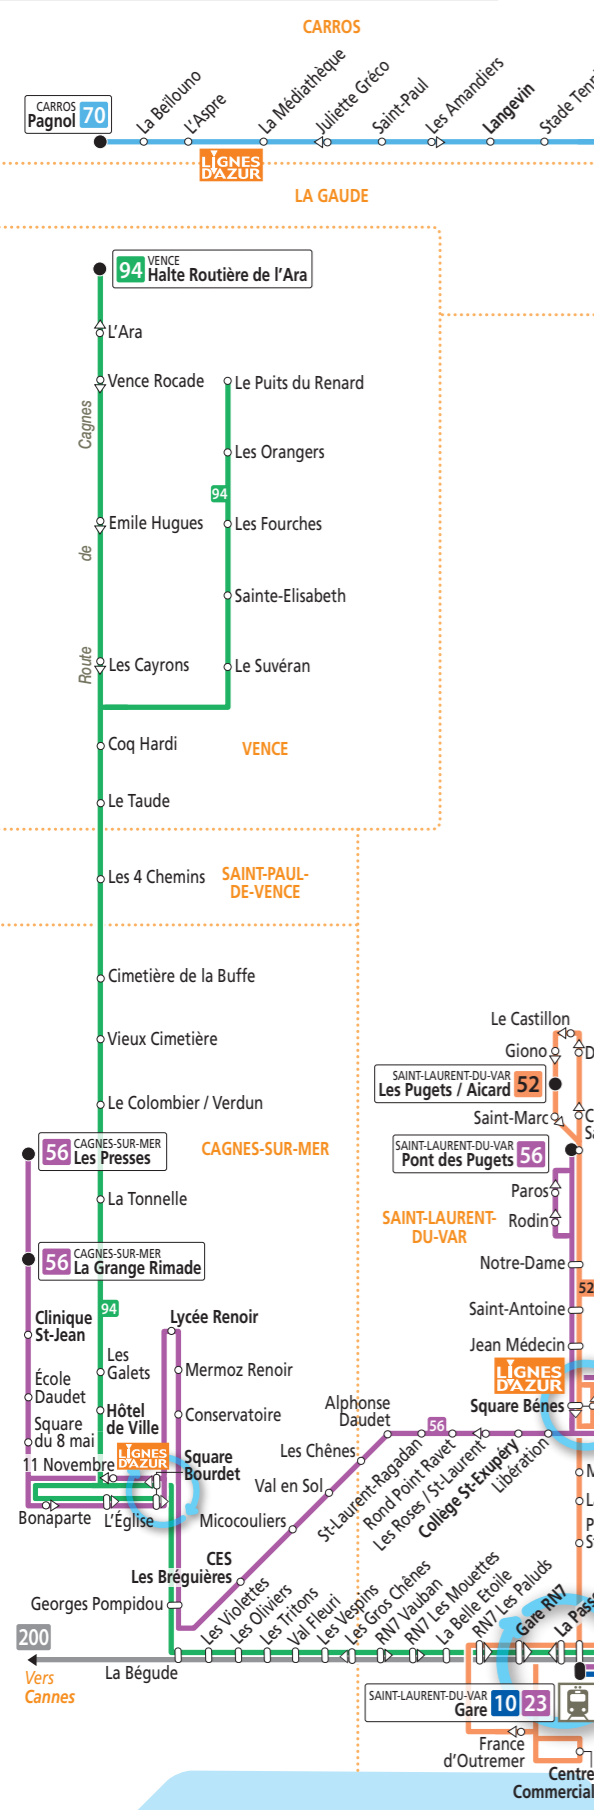 CARROS
CARROS
Pagnol 70
La Beïlouno
L'Aspre
La Médiathèque
Juliette Gréco
Saint-Paul
Les Amandiers
Langevin
LIGNES
D'AZUR
LA GAUDE
94 VENCE
Halte Routière de l'Ara
L'Ara
Vence Rocade
Le Puits du Renard
Cagnes
Les Orangers
94
Emile Hugues
Les Fourches
de
Sainte-Elisabeth
Route
Les Cayrons
Le Suvéran
Coq Hardi
VENCE
Le Taude
Les 4 Chemins
SAINT-PAUL-
DE-VENCE
Cimetière de la Buffe
Le Castillon
Vieux Cimetière
Giono
SAINT-LAURENT-DU-VAR
Les Pugets / Aicard 52
Le Colombier / Verdun
Saint-Marc
56 CAGNES-SUR-MER
Les Presses
CAGNES-SUR-MER
SAINT-LAURENT-DU-VAR
Pont des Pugets 56
La Tonnelle
Paros
Rodin
SAINT-LAURENT-
DU-VAR
56 CAGNES-SUR-MER
La Grange Rimade
Notre-Dame
52
94
Saint-Antoine
Clinique
St-Jean
Lycée Renoir
Jean Médecin
Les
Galets
Mermoz Renoir
LIGNES
D'AZUR
École
Daudet
Hôtel
de Ville
Conservatoire
Square Bénes
Square
du 8 mai
Alphonse
Daudet
56
LIGNES
D'AZUR
Square
Bourdet
Les Chênes
St-Laurent-Ragadan
Rond Point Ravet
Les Roses / St-Laurent
Collège St-Exupéry
Libération
11 Novembre
Val en Sol
Bonaparte
L'Église
Micocouliers
CES
Les Bréguières
Georges Pompidou
Les Violettes
Les Oliviers
Les Tritons
Val Fleuri
Les Vespins
Les Gros Chênes
RN7 Vauban
RN7 Les Mouettes
La Belle Etoile
RN7 Les Paluds
Gare RN7
200
La Bégude
Vers
Cannes
SAINT-LAURENT-DU-VAR
Gare 10 23
France
d'Outremer
Centre
Commercial